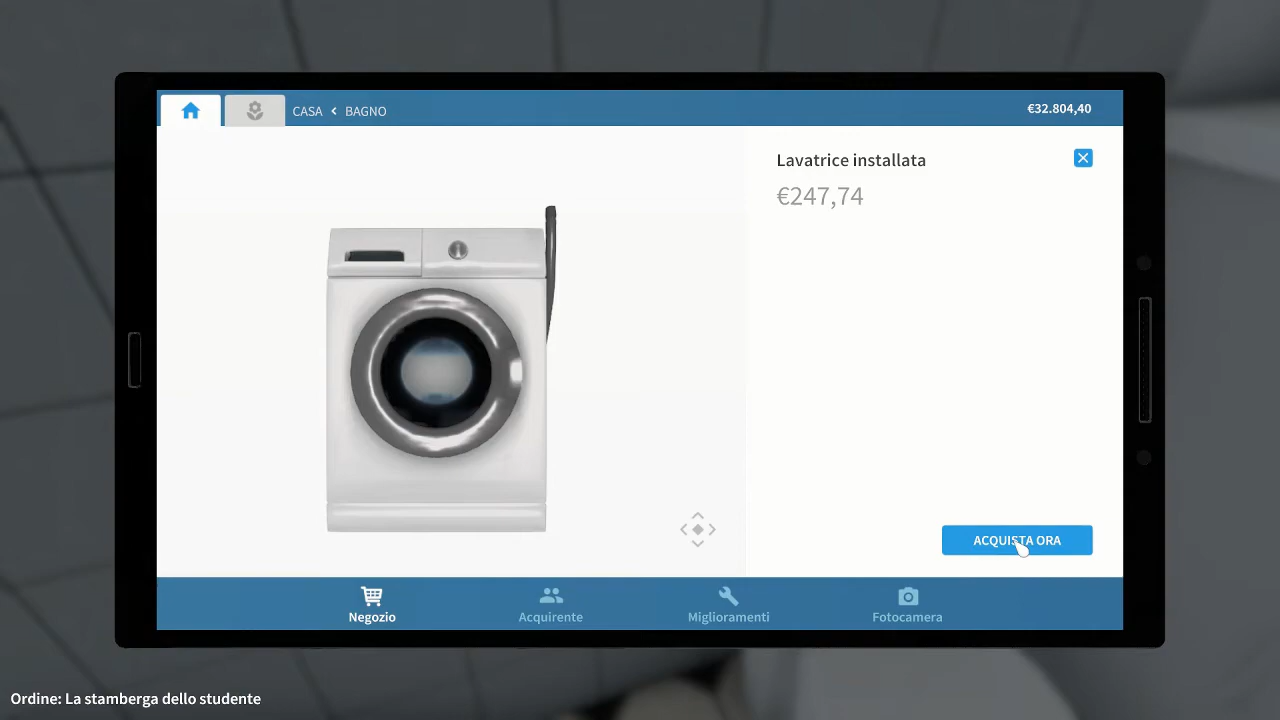 CASA < BAGNO
€32.804,40
Lavatrice installata
€247,74
ACQUISTA ORA
Negozio
Acquirente
Miglioramenti
Fotocamera
Ordine: La stamberga dello studente